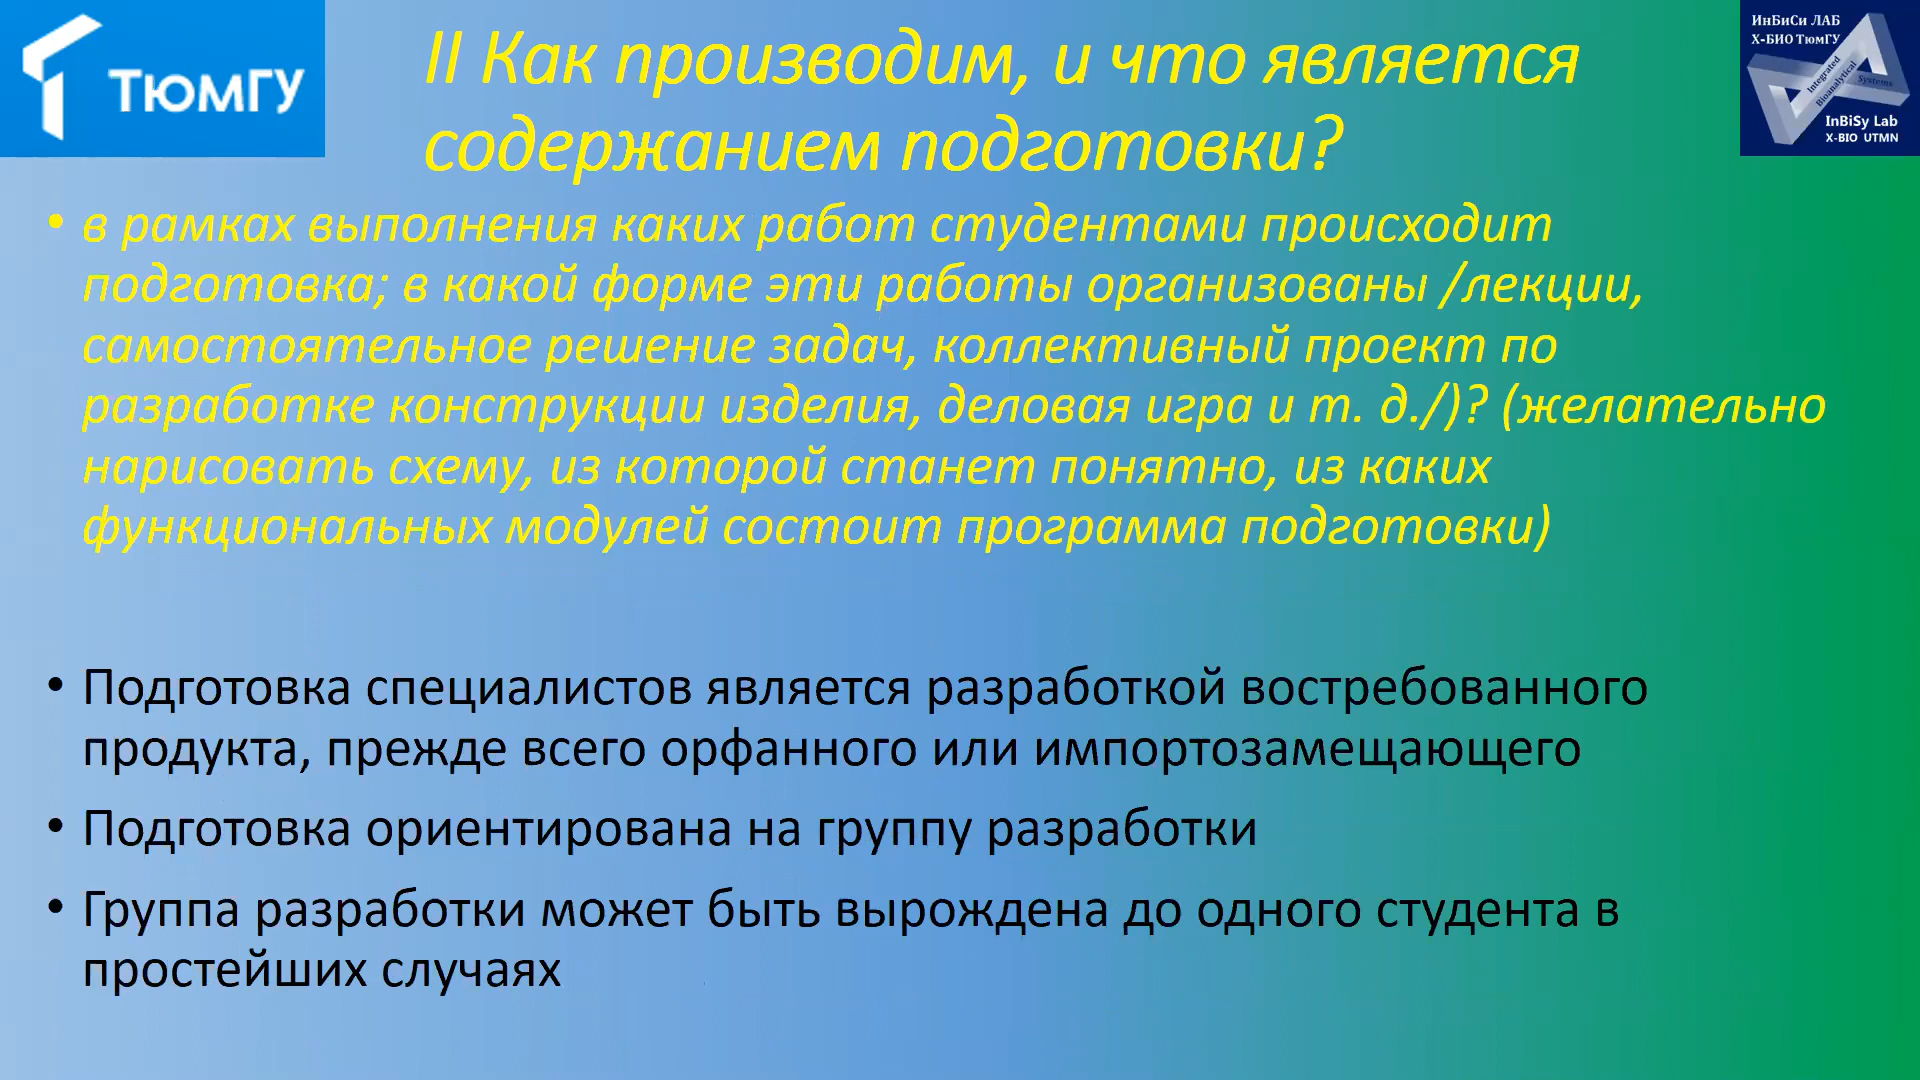 ТюмГУ
II Как производим, и что является
содержанием подготовки?
ИнБиСи ЛАБ
Х-БИО ТюмГУ
Integrated
Bioanalytical
Systems
InBiSy Lab
X-BIO UTMN
• в рамках выполнения каких работ студентами происходит
подготовка; в какой форме эти работы организованы /лекции,
самостоятельное решение задач, коллективный проект по
разработке конструкции изделия, деловая игра и т. д./)? (желательно
нарисовать схему, из которой станет понятно, из каких
функциональных модулей состоит программа подготовки)
• Подготовка специалистов является разработкой востребованного
продукта, прежде всего орфанного или импортозамещающего
• Подготовка ориентирована на группу разработки
• Группа разработки может быть вырождена до одного студента в
простейших случаях